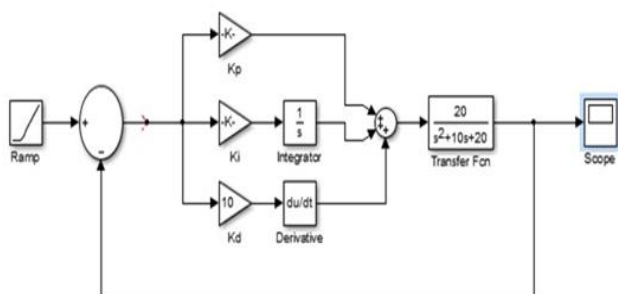 -K-
Kp
+
-
Ramp
-K-
Ki
1
s
Integrator
+
+
+
20
s²+10s+20
Transfer Fcn
Scope
10
Kd
du/dt
Derivative